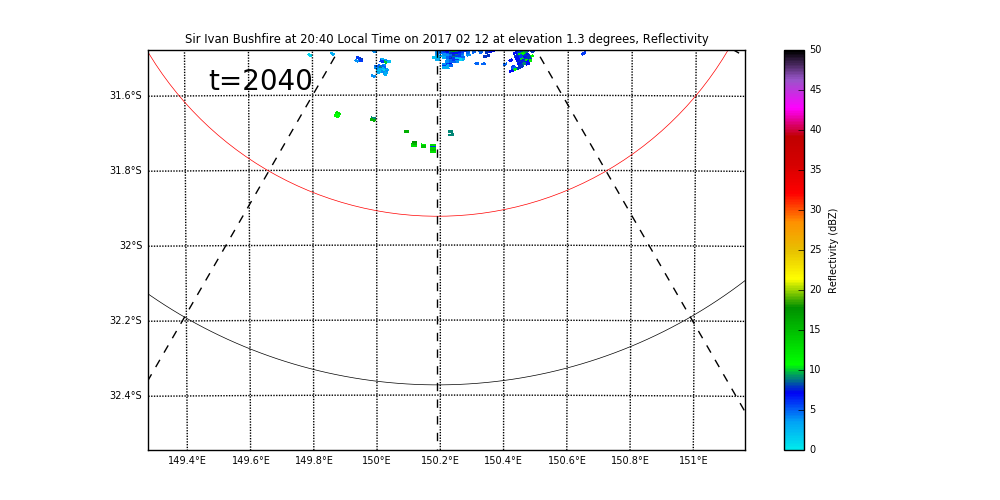 Sir Ivan Bushfire at 20:40 Local Time on 2017 02 12 at elevation 1.3 degrees, Reflectivity
t=2040
31.6°S
31.8°S
32°S
32.2°S
32.4°S
149.4°E 149.6°E 149.8°E 150°E 150.2°E 150.4°E 150.6°E 150.8°E 151°E
50
45
40
35
30
25
20
15
10
5
0
Reflectivity (dBZ)